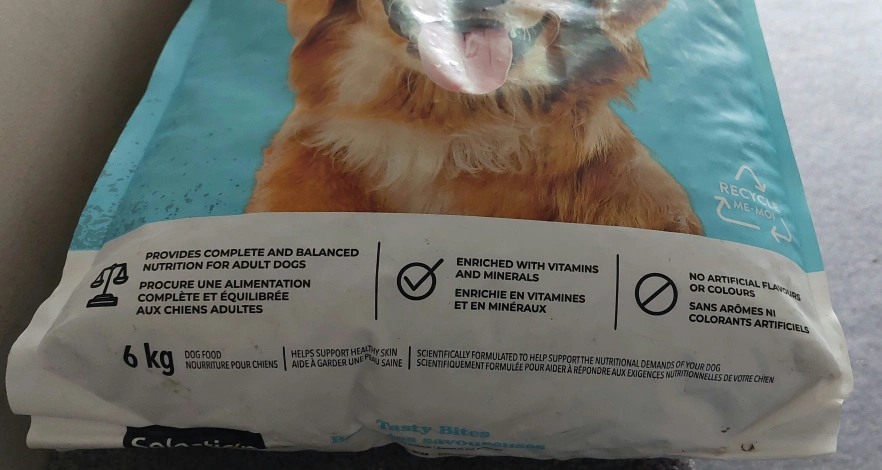 RECYCLE
ME-MOI
PROVIDES COMPLETE AND BALANCED
NUTRITION FOR ADULT DOGS
PROCURE UNE ALIMENTATION
COMPLÈTE ET ÉQUILIBRÉE
AUX CHIENS ADULTES
ENRICHED WITH VITAMINS
AND MINERALS
ENRICHIE EN VITAMINES
ET EN MINÉRAUX
NO ARTIFICIAL FLAVOURS
OR COLOURS
SANS ARÔMES NI
COLORANTS ARTIFICIELS
6 kg
DOG FOOD
NOURRITURE POUR CHIENS
HELPS SUPPORT HEALTHY SKIN
AIDE À GARDER UNE PEAU SAINE
SCIENTIFICALLY FORMULATED TO HELP SUPPORT THE NUTRITIONAL DEMANDS OF YOUR DOG
SCIENTIFIQUEMENT FORMULÉE POUR AIDER À RÉPONDRE AUX EXIGENCES NUTRITIONNELLES DE VOTRE CHIEN
Tasty Bites
savoureuses